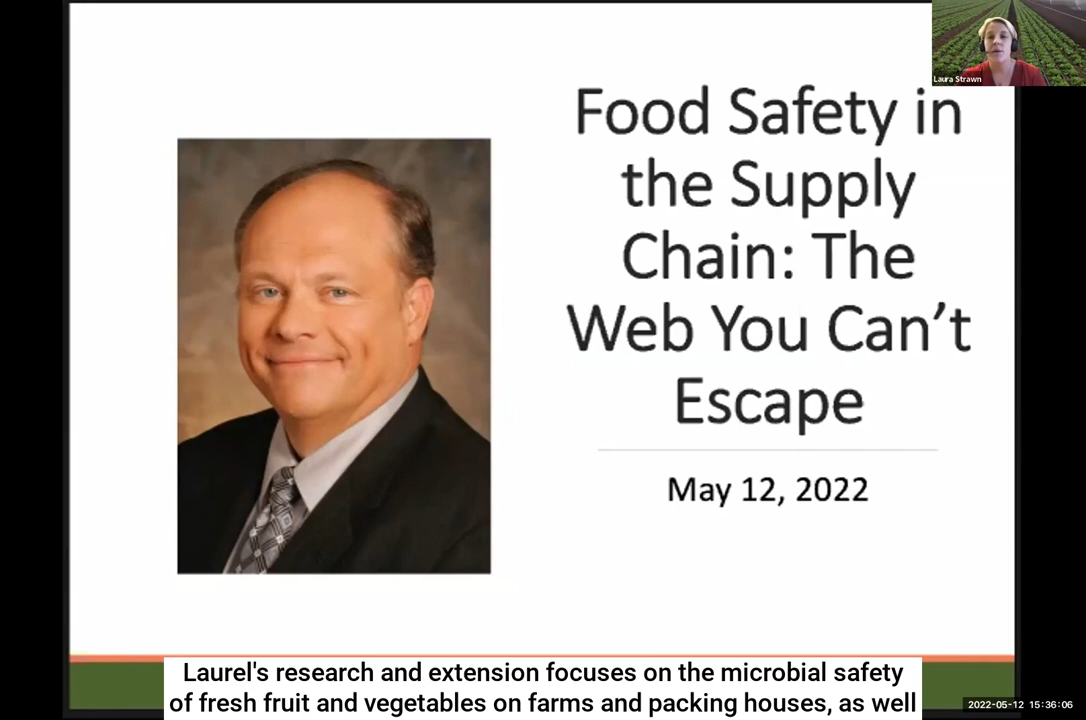 Laura Strawn
Food Safety in
the Supply
Chain: The
Web You Can’t
Escape
May 12, 2022
Laurel's research and extension focuses on the microbial safety
of fresh fruit and vegetables on farms and packing houses, as well
2022-05-12 15:36:06